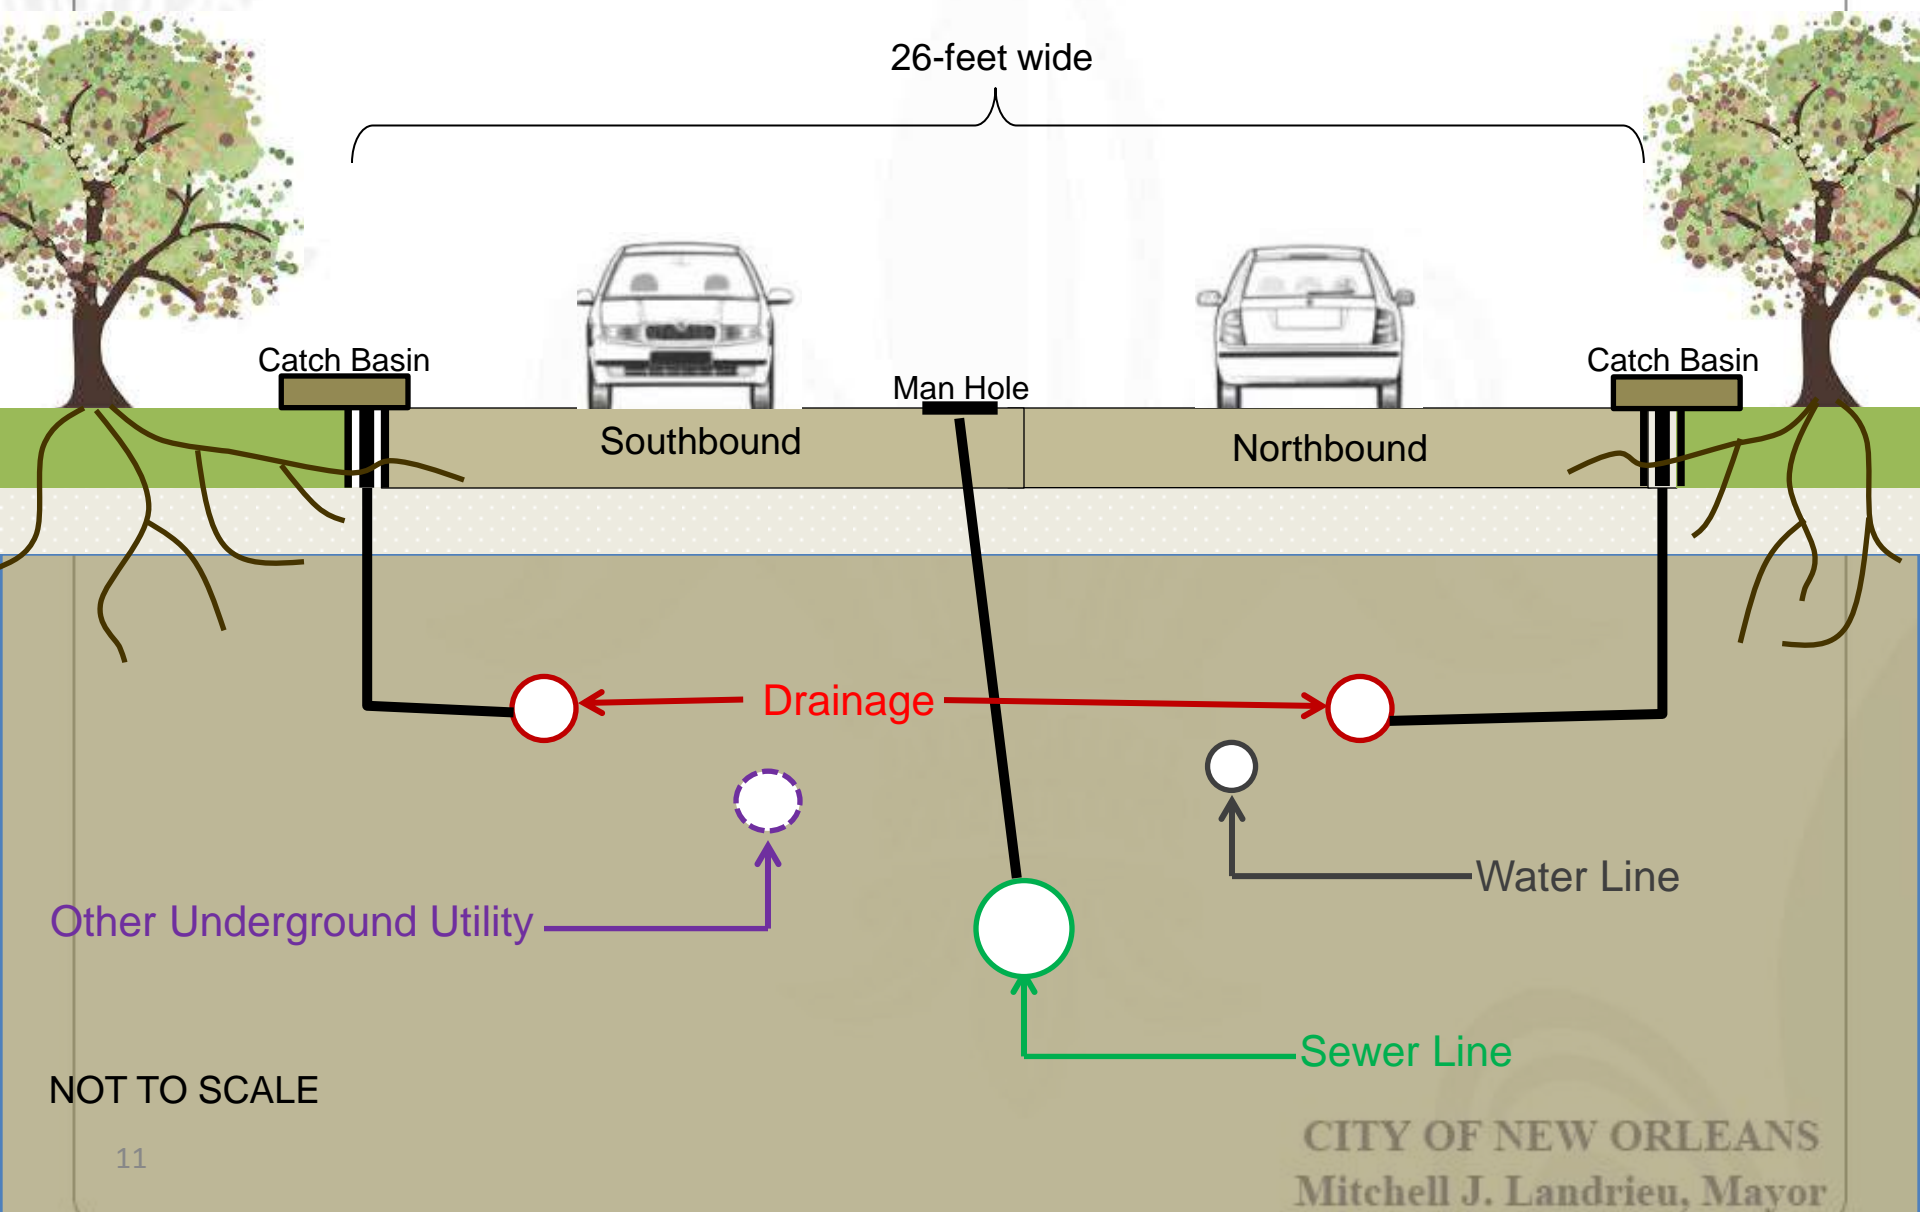 26-feet wide
Catch Basin
Man Hole
Catch Basin
Southbound
Northbound
Drainage
Water Line
Other Underground Utility
Sewer Line
NOT TO SCALE
11
CITY OF NEW ORLEANS
Mitchell J. Landrieu, Mayor